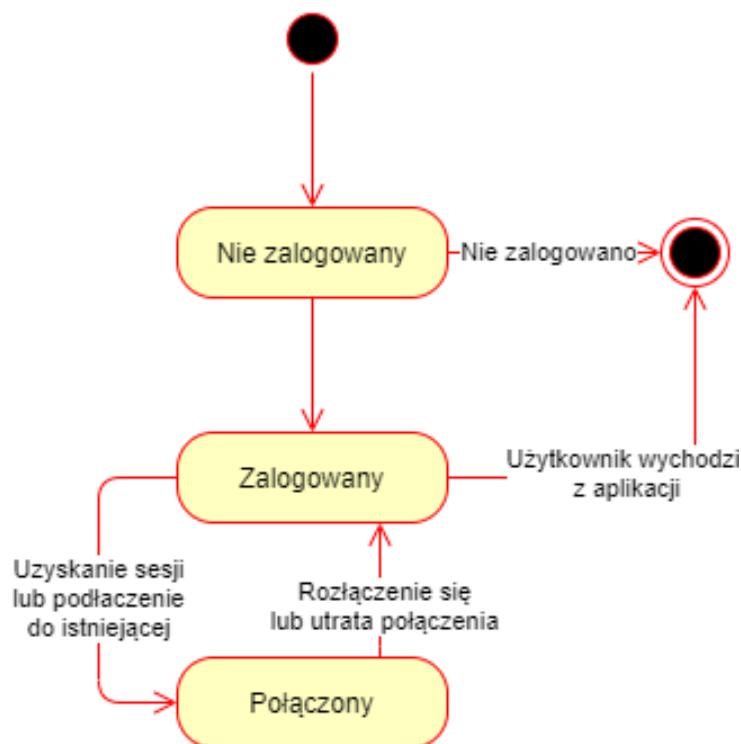 Nie zalogowany
Nie zalogowano
Zalogowany
Użytkownik wychodzi
z aplikacji
Uzyskanie sesji
lub podłaczenie
do istniejącej
Rozłączenie się
lub utrata połączenia
Połączony